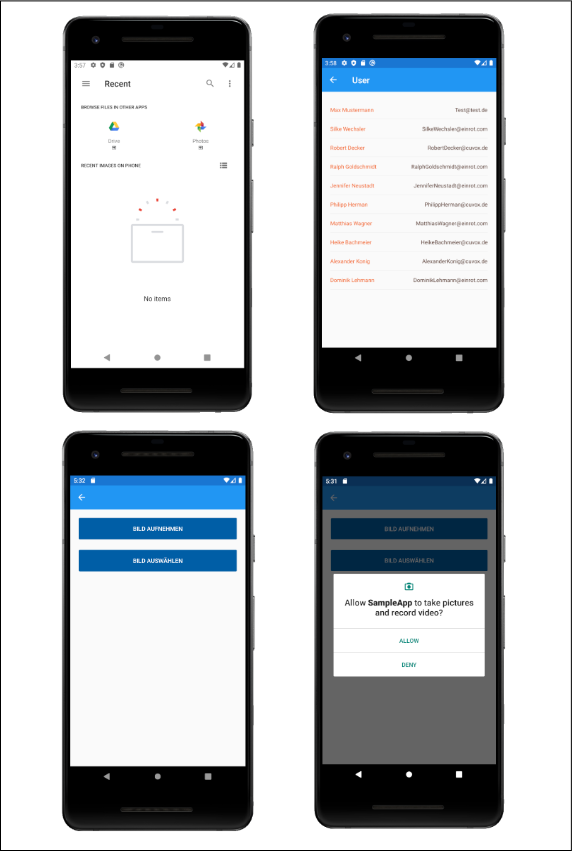 3:57
Recent
BROWSE FILES IN OTHER APPS
Drive
Photos
RECENT IMAGES ON PHONE
No items
3:58
User
Max Mustermann Test@test.de
Silke Wechsler SilkeWechsler@einrot.com
Robert Decker RobertDecker@cuvox.de
Ralph Goldschmidt RalphGoldschmidt@einrot.com
Jennifer Neustadt JenniferNeustadt@einrot.com
Philipp Herman PhilippHerman@cuvox.de
Matthias Wagner MatthiasWagner@einrot.com
Heike Bachmeier HeikeBachmeier@cuvox.de
Alexander Konig AlexanderKonig@cuvox.de
Dominik Lehmann DominikLehmann@einrot.com
5:32
BILD AUFNEHMEN
BILD AUSWÄHLEN
5:31
BILD AUFNEHMEN
BILD AUSWÄHLEN
Allow SampleApp to take pictures
and record video?
ALLOW
DENY